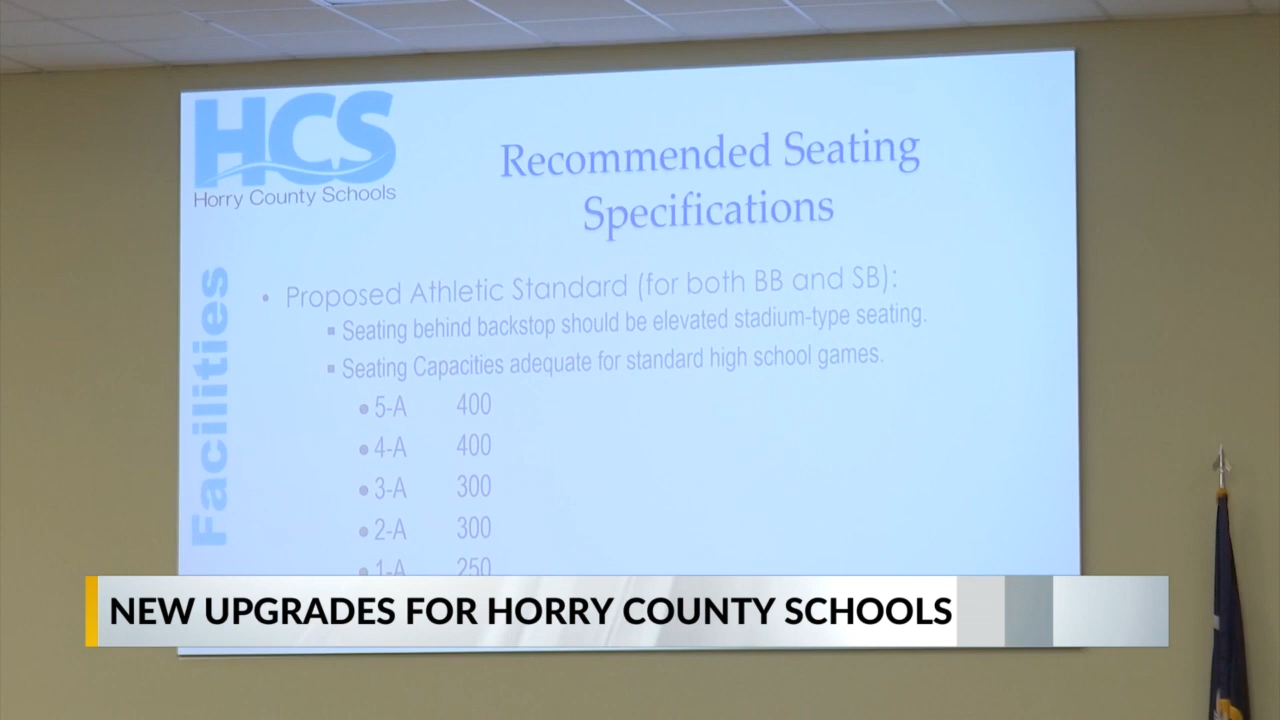 HCS
Horry County Schools
Recommended Seating
Specifications
Facilities
• Proposed Athletic Standard (for both BB and SB):
▪ Seating behind backstop should be elevated stadium-type seating.
▪ Seating Capacities adequate for standard high school games.
• 5-A 400
• 4-A 400
• 3-A 300
• 2-A 300
• 1-A 250
NEW UPGRADES FOR HORRY COUNTY SCHOOLS